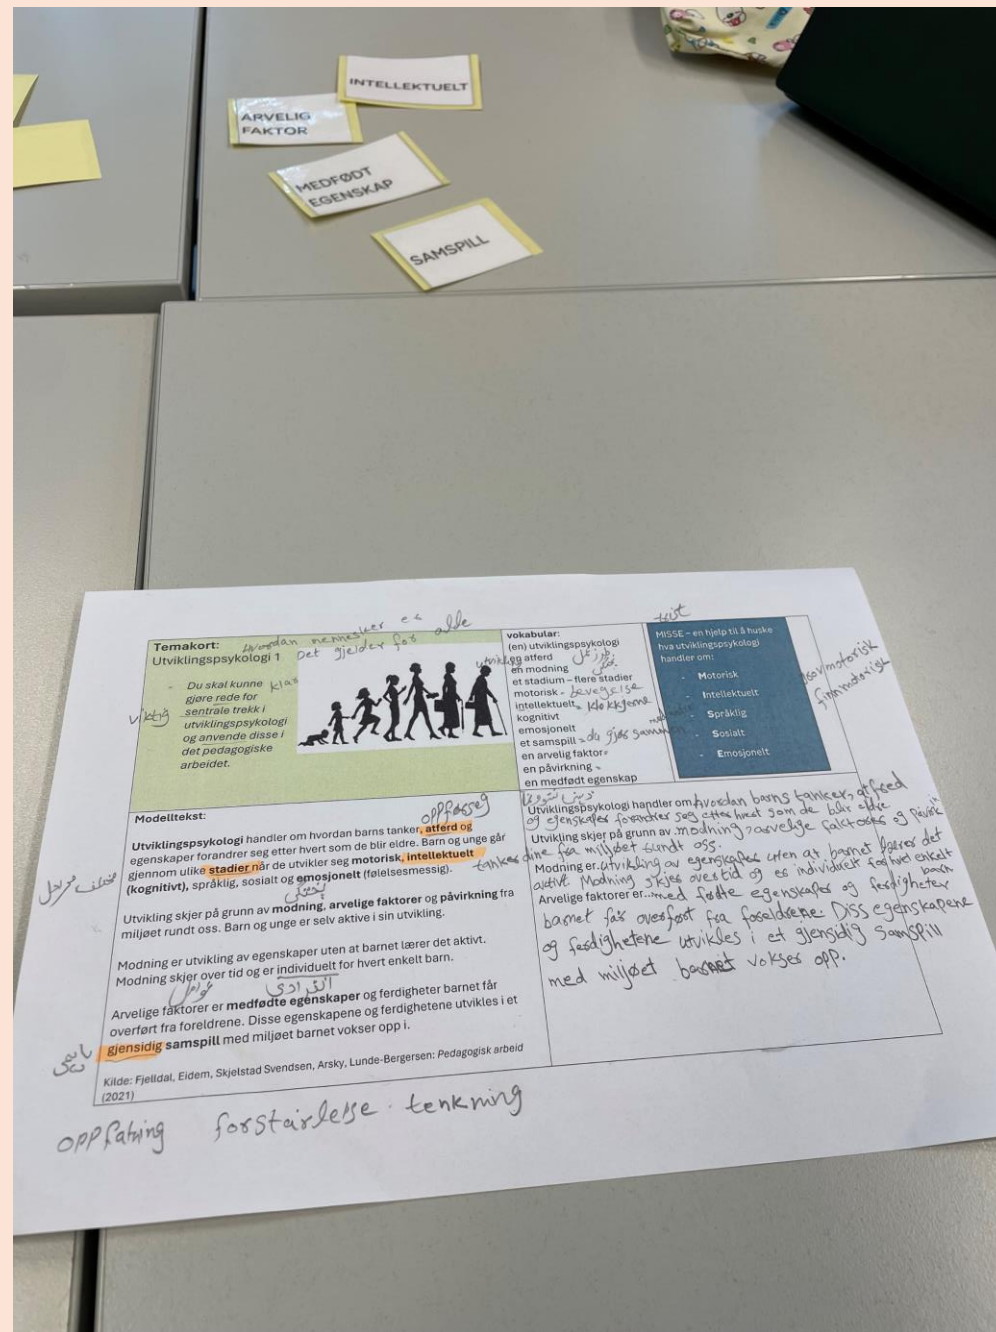 INTELLEKTUELT
ARVELIG
FAKTOR
MEDFØDT
EGENSKAP
SAMSPILL
Temakort:
Utviklingspsykologi 1
Hvordan mennesker er
Det gjelder for alle
- Du skal kunne
gjøre rede for
sentrale trekk i
utviklingspsykologi
og anvende disse i
det pedagogiske
arbeidet.
viktig
vokabular:
(en) utviklingspsykologi
atferd
en modning
et stadium – flere stadier
motorisk - bevegelse
intellektuelt
kognitivt
emosjonelt
et samspill
en arvelig faktor
en påvirkning
en medfødt egenskap
MISSE – en hjelp til å huske
hva utviklingspsykologi
handler om:
- Motorisk
- Intellektuelt
- Språklig
- Sosialt
- Emosjonelt
finmotorisk
Modelltekst:
Utviklingspsykologi handler om hvordan barns tanker, atferd og
egenskaper forandrer seg etter hvert som de blir eldre. Barn og unge går
gjennom ulike stadier når de utvikler seg motorisk, intellektuelt
(kognitivt), språklig, sosialt og emosjonelt (følelsesmessig).
Utvikling skjer på grunn av modning, arvelige faktorer og påvirkning fra
miljøet rundt oss. Barn og unge er selv aktive i sin utvikling.
Modning er utvikling av egenskaper uten at barnet lærer det aktivt.
Modning skjer over tid og er individuelt for hvert enkelt barn.
انفرادی
Arvelige faktorer er medfødte egenskaper og ferdigheter barnet får
overført fra foreldrene. Disse egenskapene og ferdighetene utvikles i et
gjensidig samspill med miljøet barnet vokser opp i.
Kilde: Fjelldal, Eidem, Skjelstad Svendsen, Arsky, Lunde-Bergersen: Pedagogisk arbeid
(2021)
Utviklingspsykologi handler om hvordan barns tanker, atferd
og egenskaper forandrer seg etter hvert som de blir eldre
Utvikling skjer på grunn av modning, arvelige faktorer og
fra miljøet rundt oss.
Modning er utvikling av egenskaper uten at barnet lærer det
aktivt. Modning skjer over tid og er individuelt for hvert enkelt
barn
Arvelige faktorer er... med fødte egenskaper og ferdigheter
barnet får overført fra foreldrene. Diss egenskapene
og ferdighetene utvikles i et gjensidig samspill
med miljøet barnet vokser opp.
oppfatning forståelse tenkning